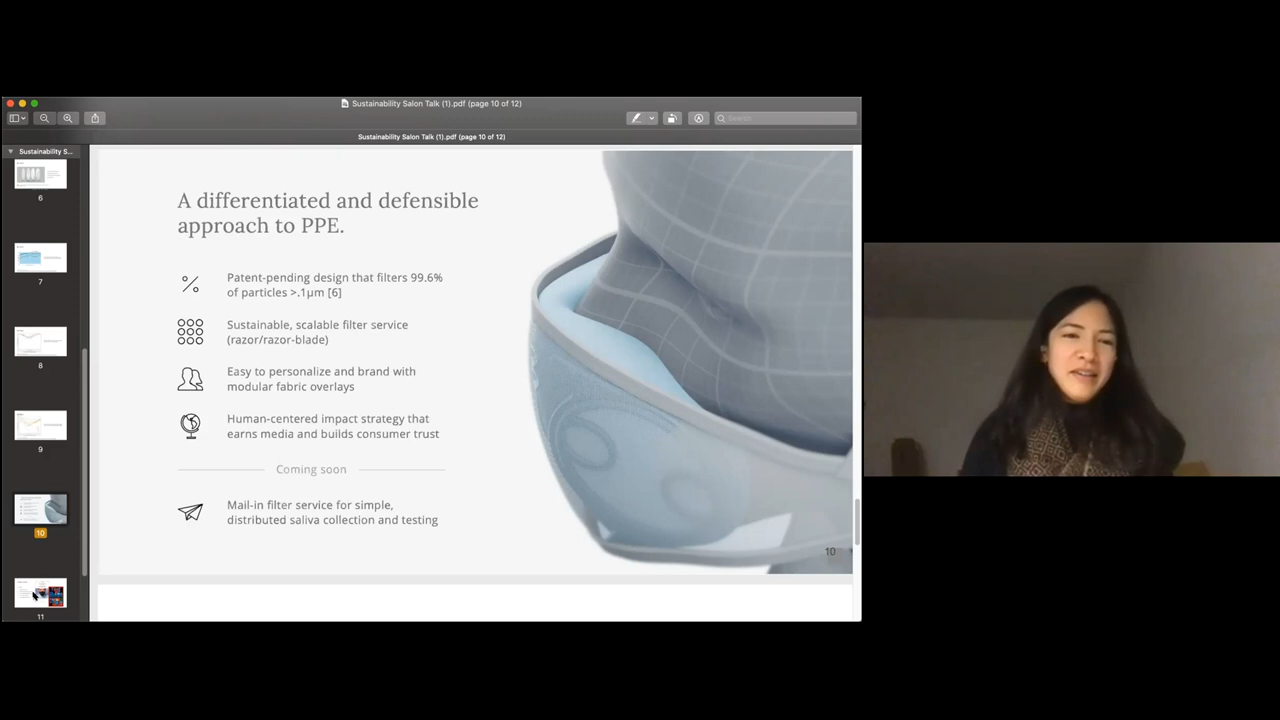 Sustainability Salon Talk (1).pdf (page 10 of 12)
Search
Sustainability Salon Talk (1).pdf (page 10 of 12)
Sustainability S...
6
7
8
9
10
11
A differentiated and defensible
approach to PPE.
Patent-pending design that filters 99.6%
of particles >.1μm [6]
Sustainable, scalable filter service
(razor/razor-blade)
Easy to personalize and brand with
modular fabric overlays
Human-centered impact strategy that
earns media and builds consumer trust
Coming soon
Mail-in filter service for simple,
distributed saliva collection and testing
10